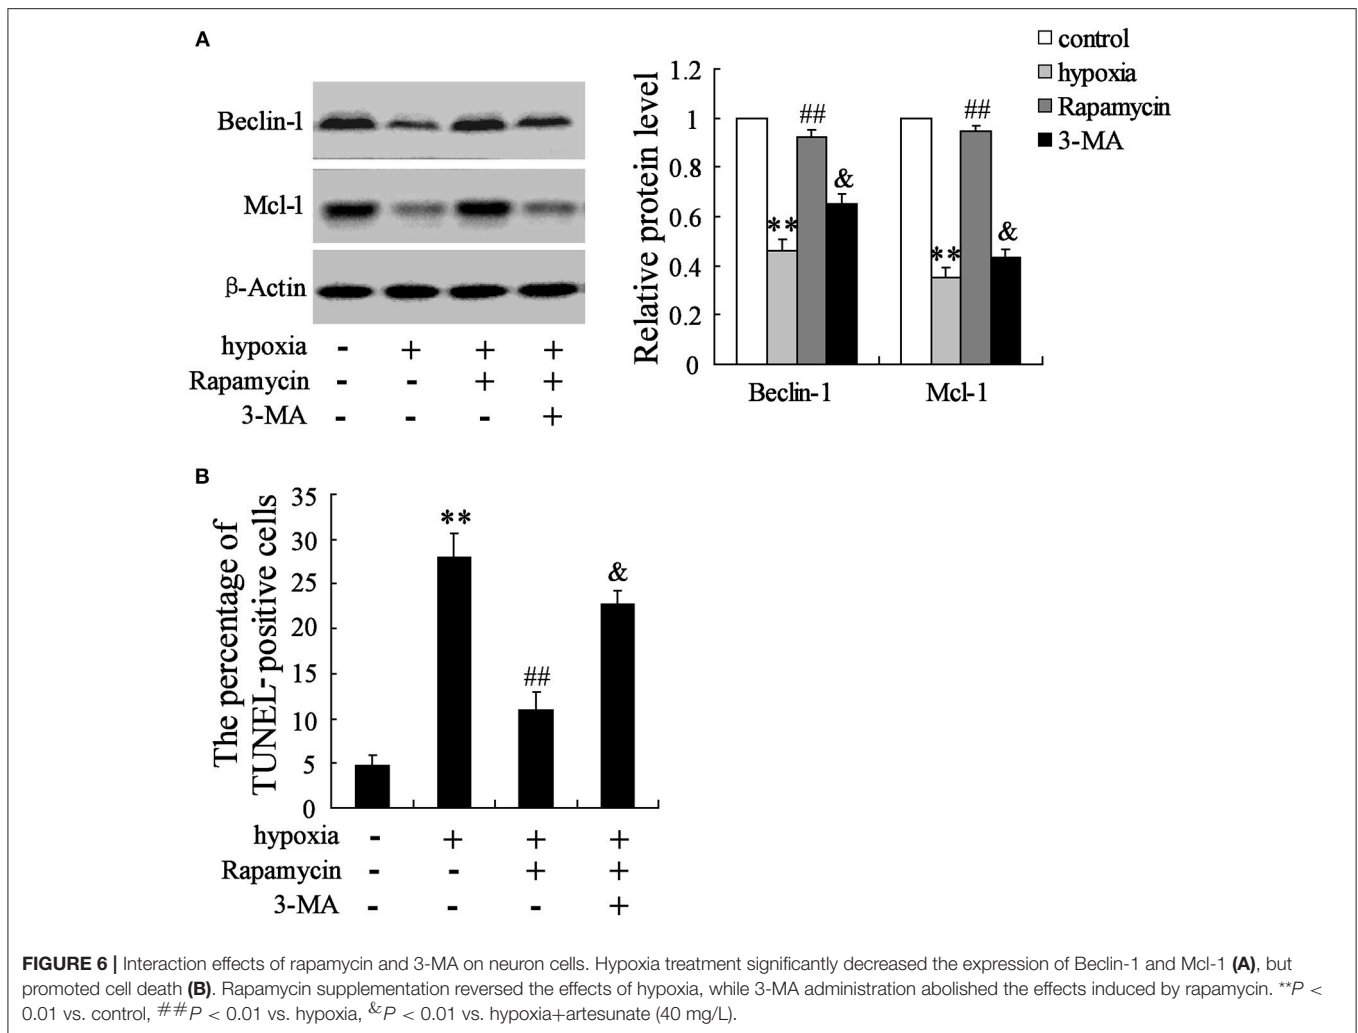 A
Beclin-1
Mcl-1
β-Actin
hypoxia - + + +
Rapamycin - - + +
3-MA - - - +
Relative protein level
1.2
1
0.8
0.6
0.4
0.2
0
** ## &
** ## &
Beclin-1 Mcl-1
control
hypoxia
Rapamycin
3-MA
B
The percentage of
TUNEL-positive cells
35
30
25
20
15
10
5
0
** ## &
hypoxia - + + +
Rapamycin - - + +
3-MA - - - +
FIGURE 6 | Interaction effects of rapamycin and 3-MA on neuron cells. Hypoxia treatment significantly decreased the expression of Beclin-1 and Mcl-1 (A), but
promoted cell death (B). Rapamycin supplementation reversed the effects of hypoxia, while 3-MA administration abolished the effects induced by rapamycin. **P <
0.01 vs. control, ##P < 0.01 vs. hypoxia, &P < 0.01 vs. hypoxia+artesunate (40 mg/L).